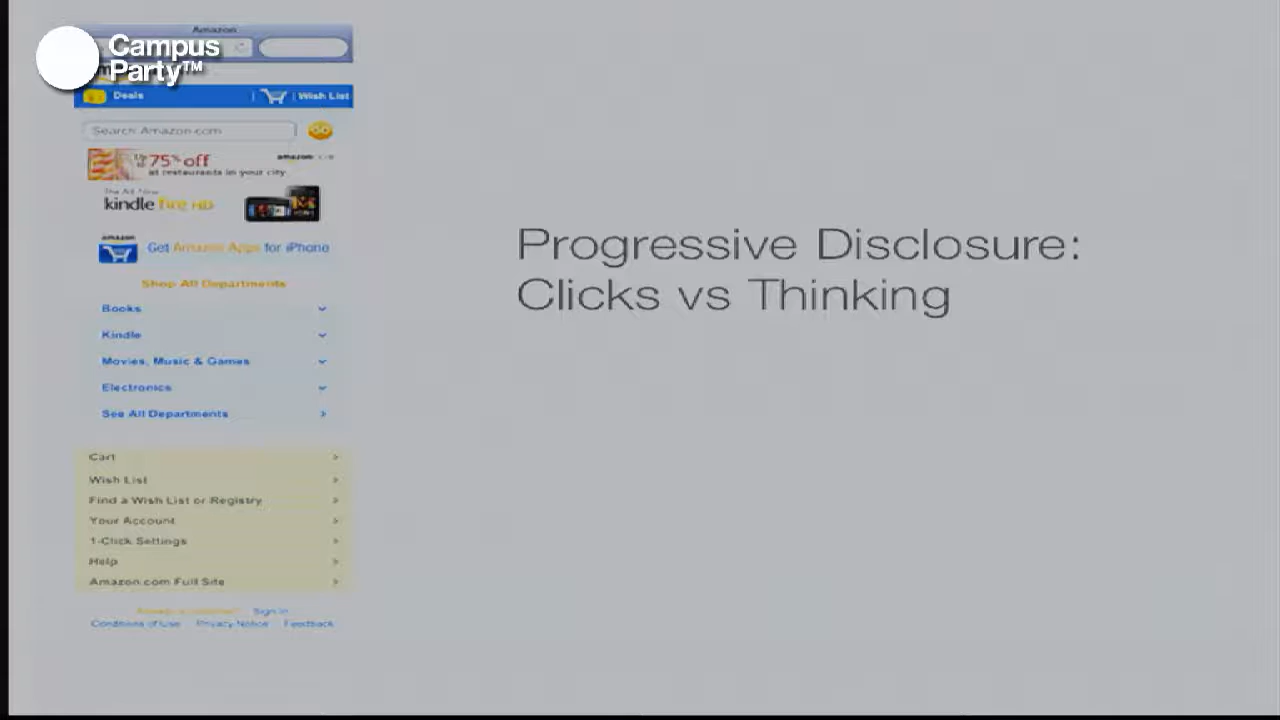 Amazon
Campus
Party™
Deals
Wish List
Search Amazon.com
GO
75% off
amazon
at restaurants in your city
kindle fire HD
amazon
Get Amazon Apps for iPhone
Shop All Departments
Books
Kindle
Movies, Music & Games
Electronics
See All Departments
Cart
Wish List
Find a Wish List or Registry
Your Account
1-Click Settings
Help
Amazon.com Full Site
Sign in
Conditions of Use Privacy Notice Feedback
Progressive Disclosure:
Clicks vs Thinking